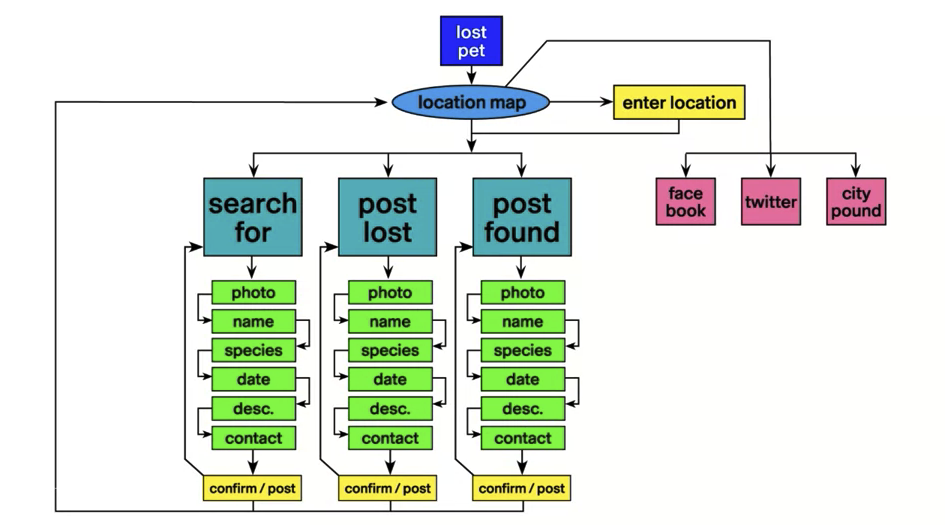 lost
pet
location map
enter location
search
for
post
lost
post
found
face
book
twitter
city
pound
photo
name
species
date
desc.
contact
confirm / post
photo
name
species
date
desc.
contact
confirm / post
photo
name
species
date
desc.
contact
confirm / post